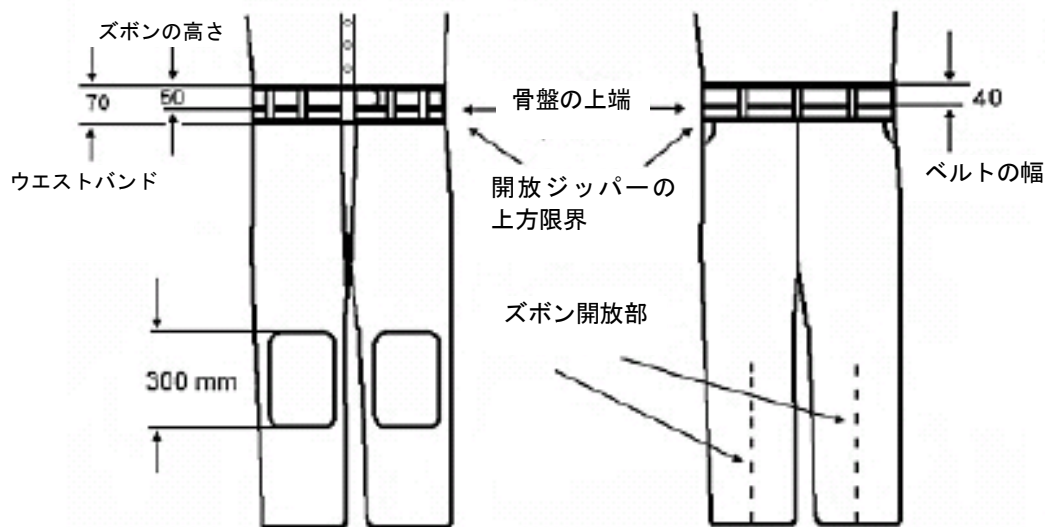 ズボンの高さ
70
50
ウエストバンド
300 mm
骨盤の上端
開放ジッパーの
上方限界
ズボン開放部
40
ベルトの幅